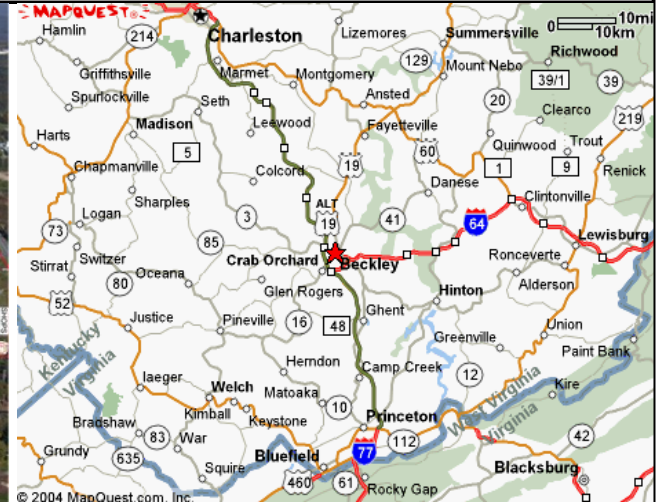 MAPQUEST
0 10mi
10km
Hamlin
214
Charleston
Lizemores
Summersville
Richwood
Griffithsville
Marmet
Montgomery
129
Mount Nebo
39/1
39
Spurlockville
Seth
Ansted
20
Clearco
219
Harts
Madison
Leewood
Fayetteville
Quinwood
Trout
5
19
60
1
9
Renick
Chapmanville
Colcord
Danese
Clintonville
Sharples
ALT
19
Logan
3
41
64
73
85
Lewisburg
Switzer
Crab Orchard
Beckley
Ronceverte
Stirrat
80
Oceana
Glen Rogers
Hinton
Alderson
52
Justice
Pineville
16
48
Ghent
Union
Greenville
Paint Bank
Kentucky
Virginia
Herndon
Camp Creek
12
Iaeger
Welch
Matoaka
Kire
Kimball
Keystone
10
Princeton
West Virginia
Virginia
Bradshaw
83
War
112
42
Grundy
635
Bluefield
77
Squire
460
61
Rocky Gap
Blacksburg
© 2004 MapQuest.com, Inc.